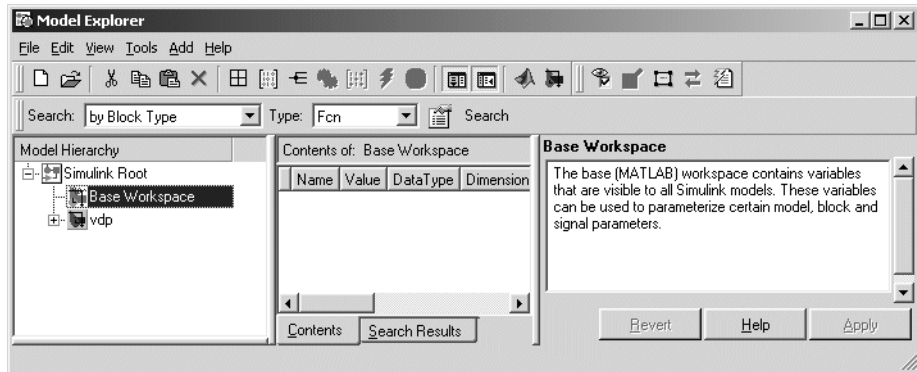 Model Explorer
File Edit View Tools Add Help
Search: by Block Type Type: Fcn Search
Model Hierarchy
Simulink Root
Base Workspace
vdp
Contents of: Base Workspace
Name Value DataType Dimension
Contents Search Results
Base Workspace
The base (MATLAB) workspace contains variables
that are visible to all Simulink models. These variables
can be used to parameterize certain model, block and
signal parameters.
Revert Help Apply